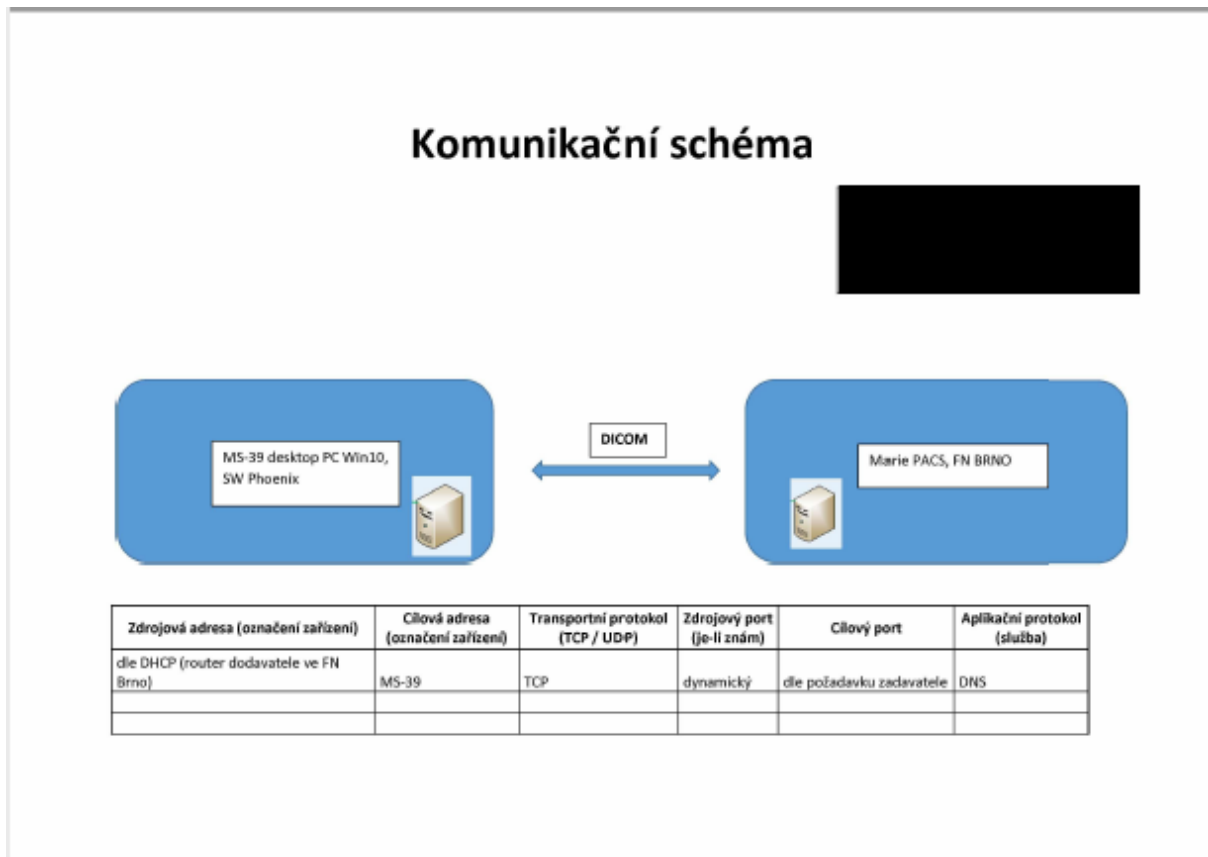 Komunikační schéma
MS-39 desktop PC Win10,
SW Phoenix
DICOM
Marie PACS, FN BRNO
Zdrojová adresa (označení zařízení)
Cílová adresa
(označení zařízení)
Transportní protokol
(TCP / UDP)
Zdrojový port
(je-li znám)
Cílový port
Aplikační protokol
(služba)
dle DHCP (router dodavatele ve FN
Brno)
MS-39
TCP
dynamický
dle požadavku zadavatele
DNS